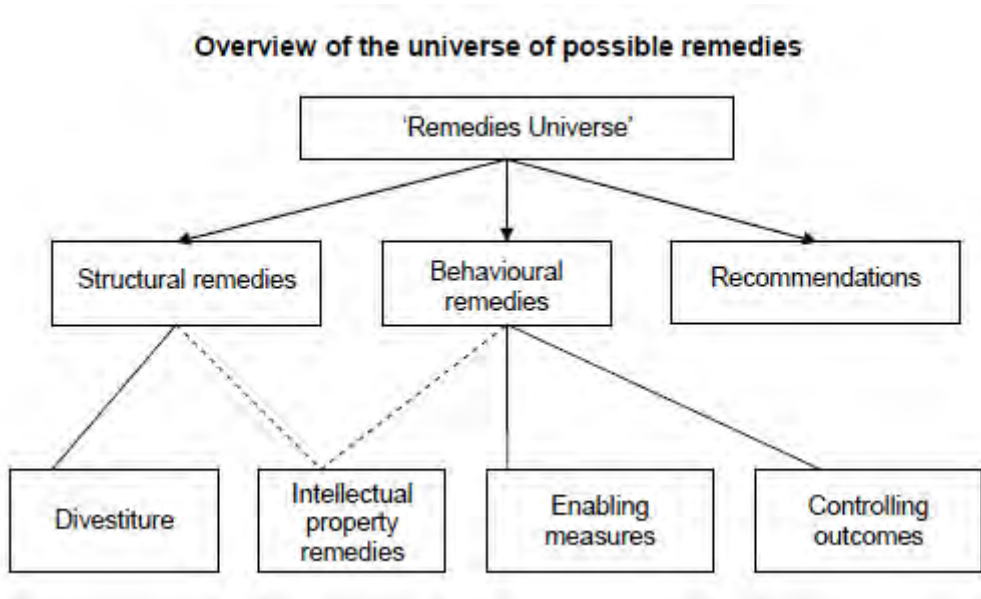 Overview of the universe of possible remedies
'Remedies Universe'
Structural remedies
Behavioural
remedies
Recommendations
Divestiture
Intellectual
property
remedies
Enabling
measures
Controlling
outcomes